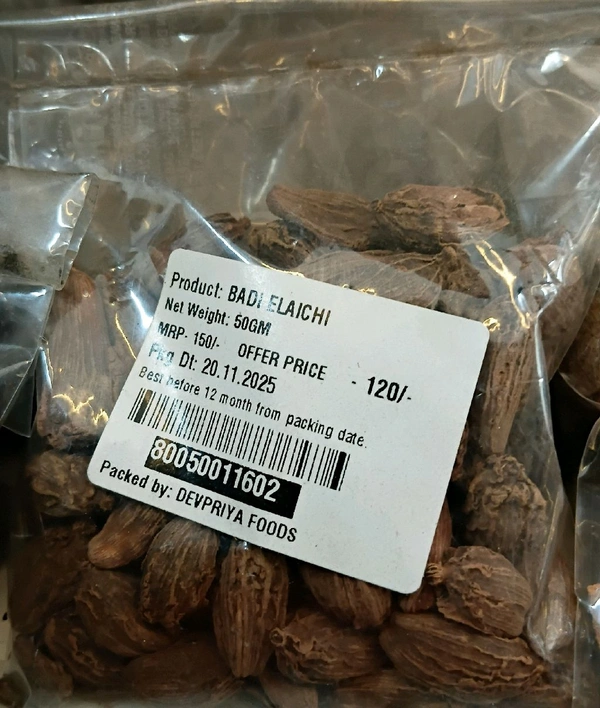 Product: BADI ELAICHI
Net Weight: 50GM
MRP- 150/- OFFER PRICE - 120/-
Pkg Dt: 20.11.2025
Best before 12 month from packing date.
80050011602
Packed by: DEVPRIYA FOODS